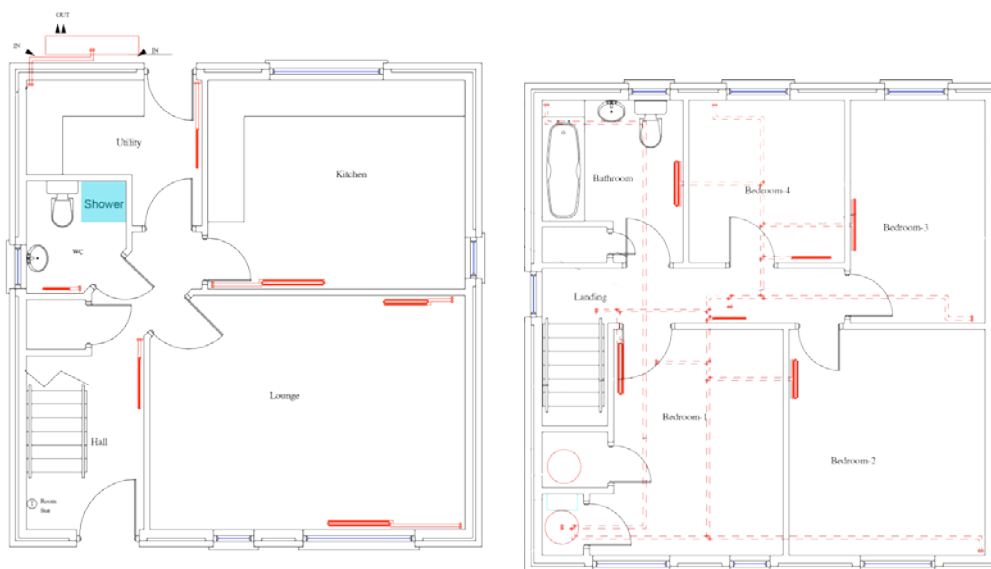 OUT
IN
IN
Utility
Kitchen
Shower
WC
Lounge
Hall
Room
Stat
Bathroom
Bedroom-4
Bedroom-3
Landing
Bedroom-1
Bedroom-2